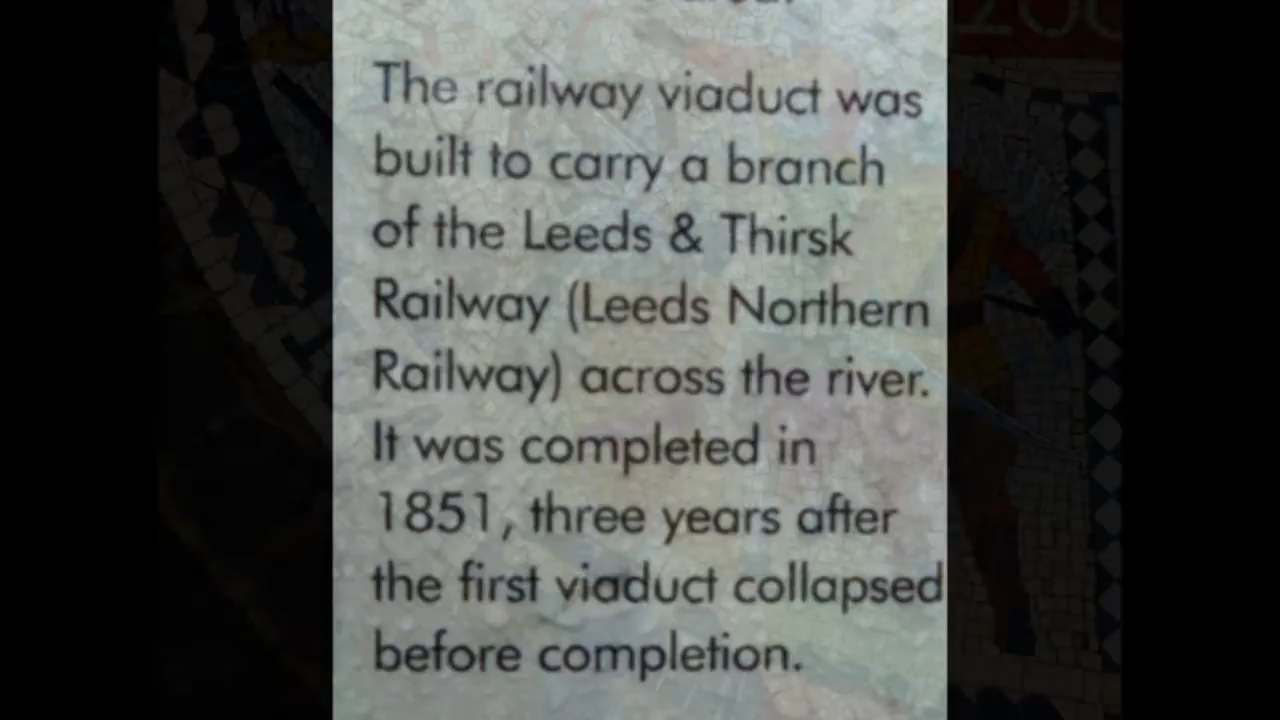 The railway viaduct was
built to carry a branch
of the Leeds & Thirsk
Railway (Leeds Northern
Railway) across the river.
It was completed in
1851, three years after
the first viaduct collapsed
before completion.